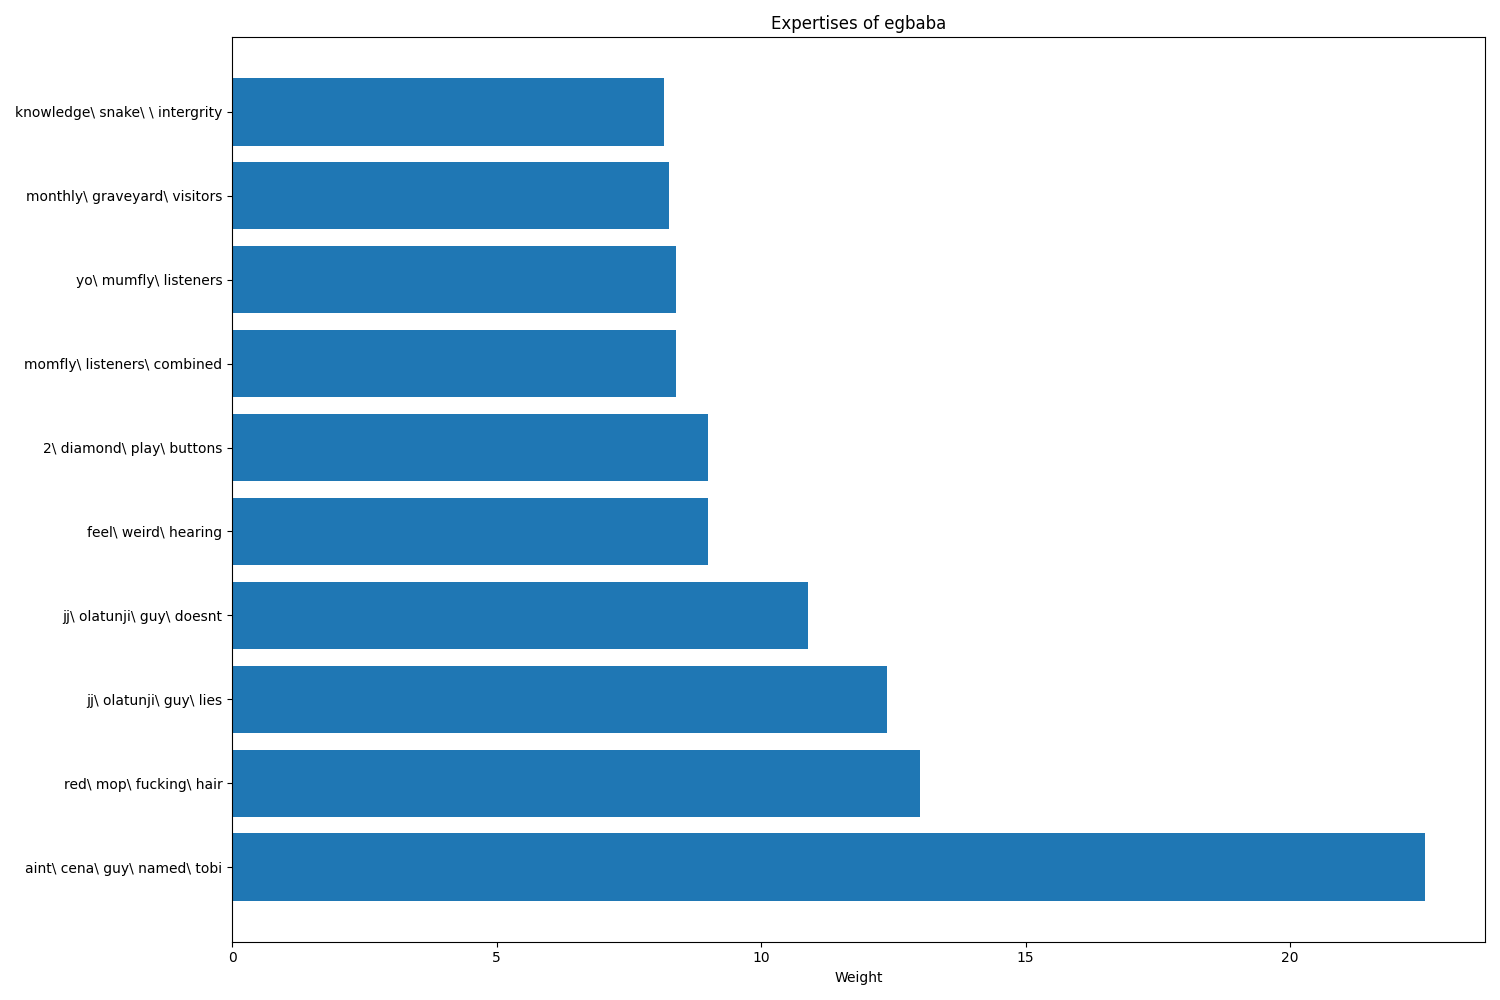 Expertises of egbaba
knowledge\ snake\ \ intergrity
monthly\ graveyard\ visitors
yo\ mumfly\ listeners
momfly\ listeners\ combined
2\ diamond\ play\ buttons
feel\ weird\ hearing
jj\ olatunji\ guy\ doesnt
jj\ olatunji\ guy\ lies
red\ mop\ fucking\ hair
aint\ cena\ guy\ named\ tobi
0 5 10 15 20
Weight